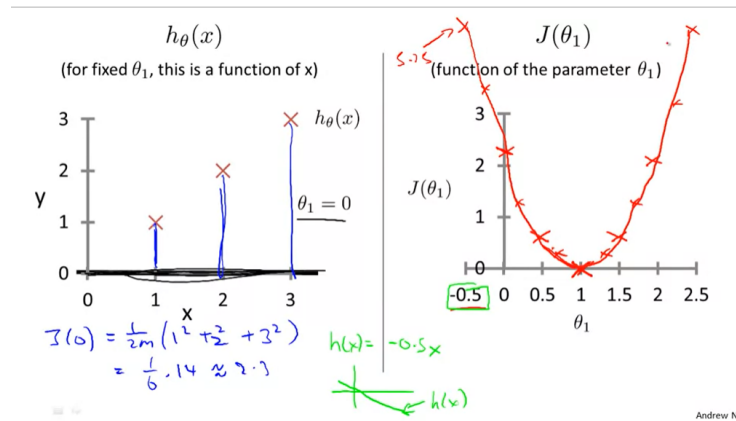 hθ(x)
(for fixed θ₁, this is a function of x)
3
2
1
0
y
0 1 2 3
x
hθ(x)
θ₁ = 0
J(0) = 1/2m (1² + 2² + 3²)
= 1/6 · 14 ≈ 2.3
J(θ₁)
(function of the parameter θ₁)
5.25
3
2
1
0
J(θ₁)
-0.5 0 0.5 1 1.5 2 2.5
θ₁
h(x) = -0.5x
h(x)
Andrew N